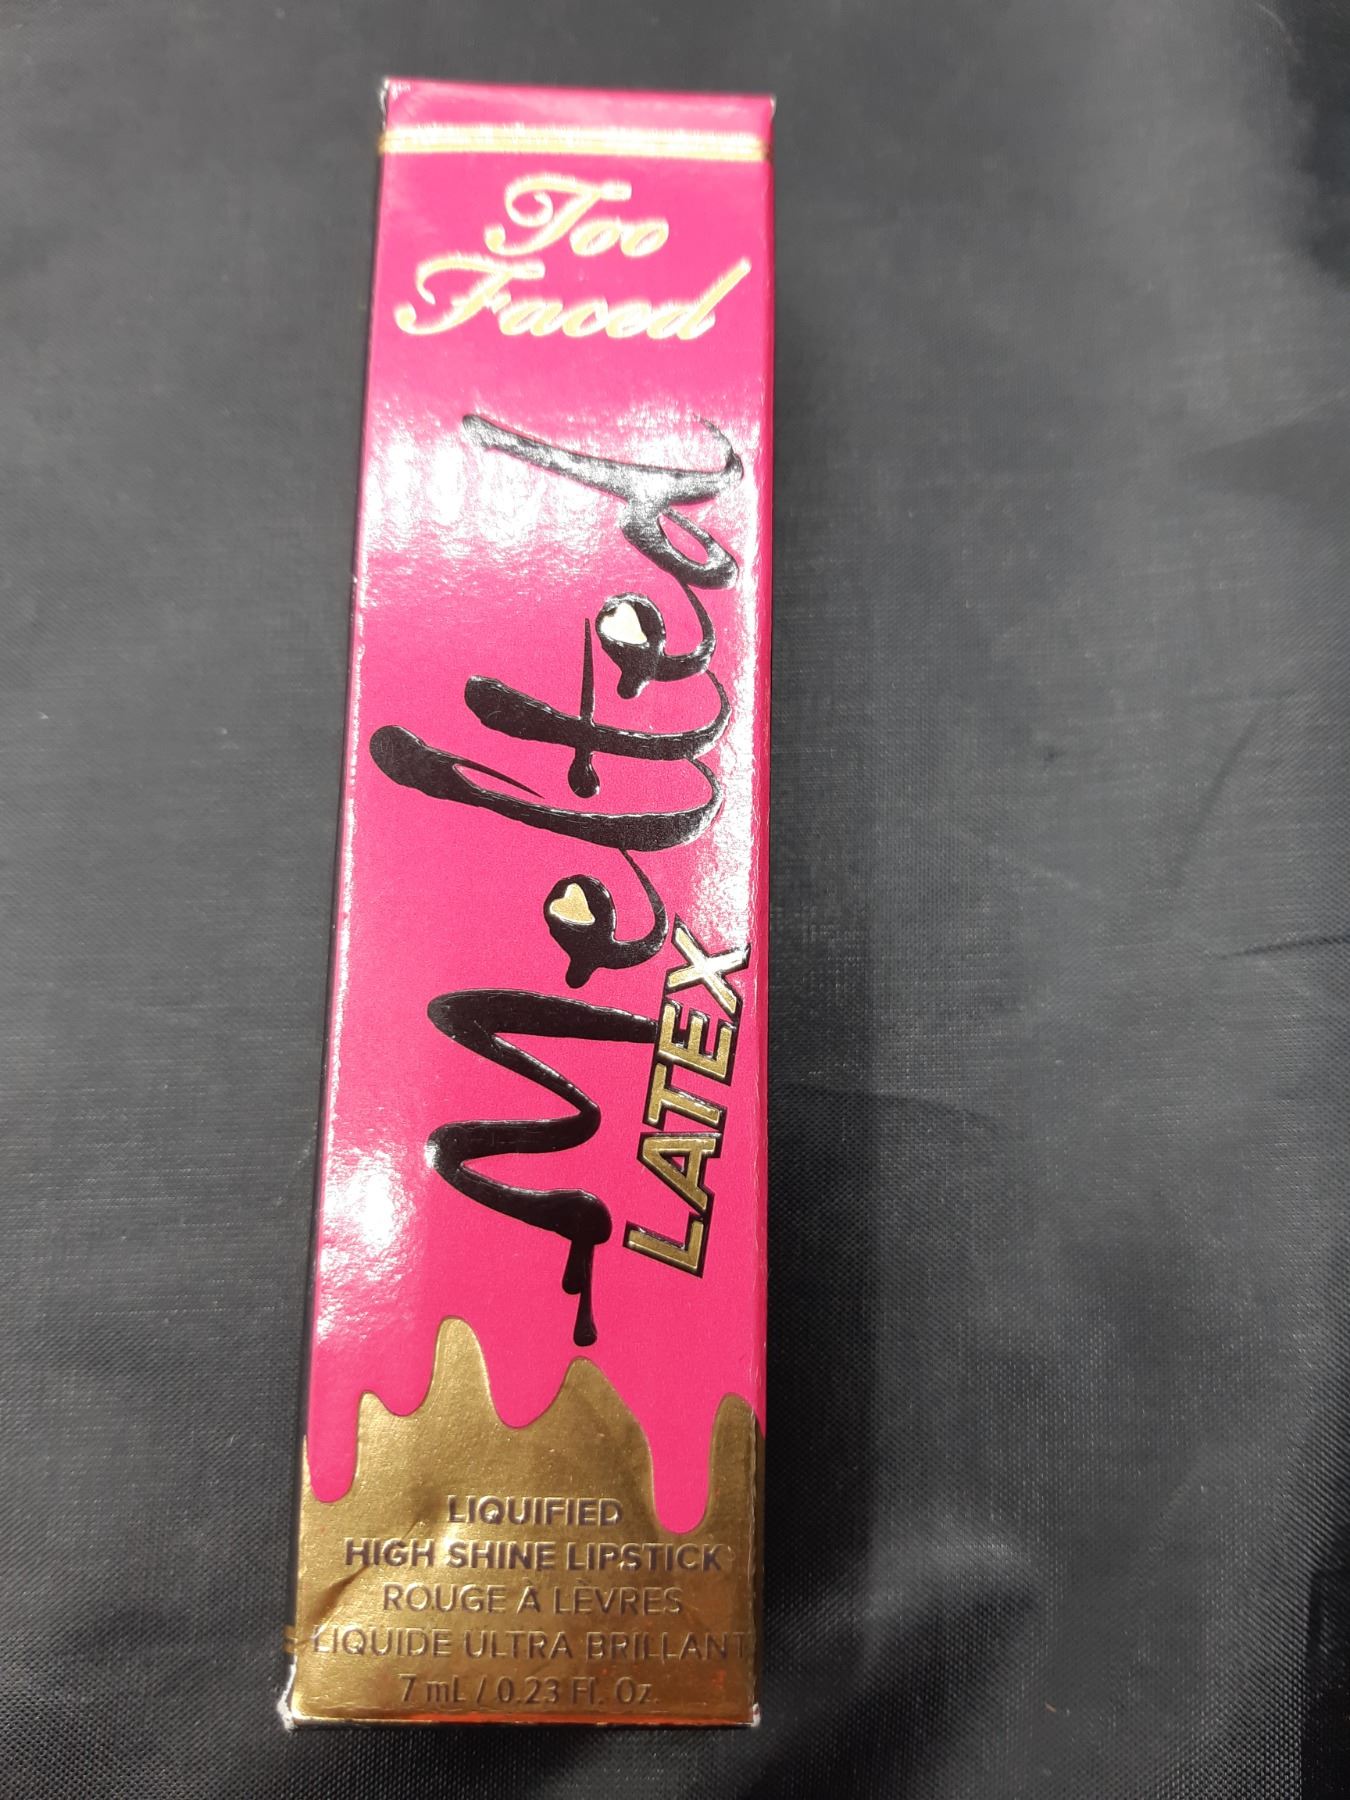 Too
Faced
Melted
LATEX
LIQUIFIED
HIGH SHINE LIPSTICK
ROUGE À LÈVRES
LIQUIDE ULTRA BRILLANT
7 mL / 0.23 Fl. Oz.